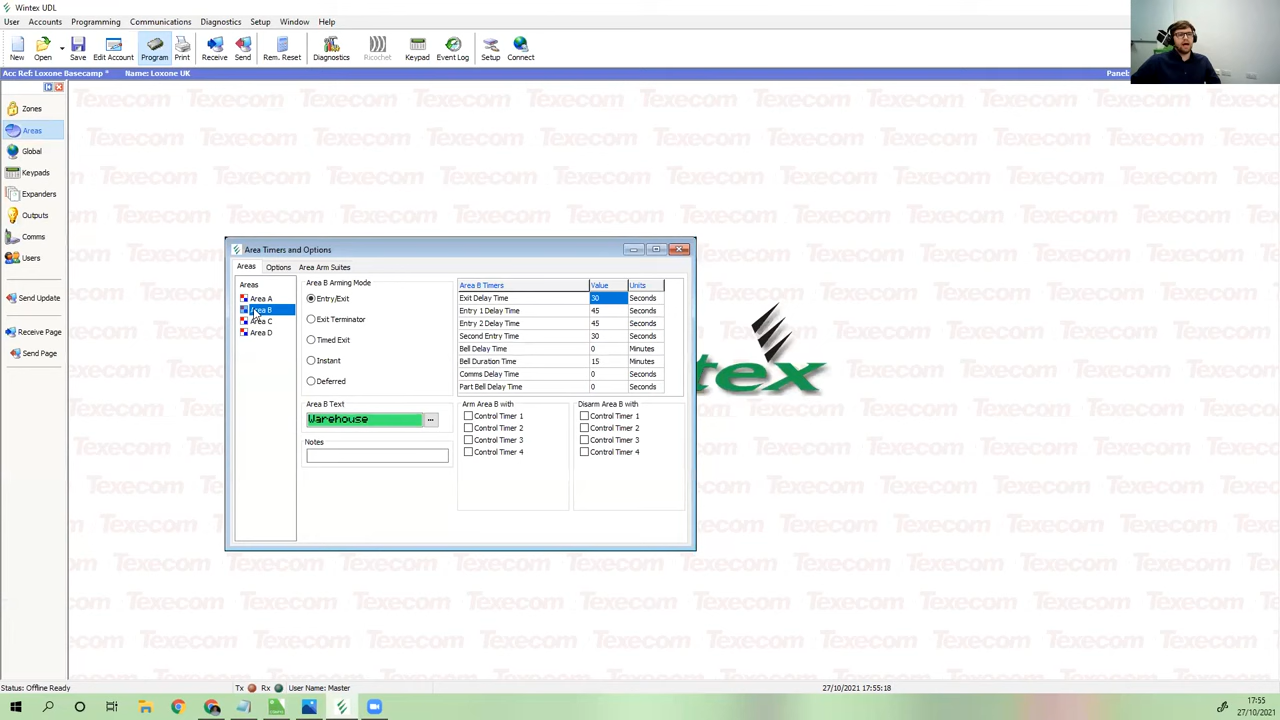 Wintex UDL
User Accounts Programming Communications Diagnostics Setup Window Help
New Open Save Edit Account Program Print Receive Send Rem. Reset Diagnostics Ricochet Keypad Event Log Setup Connect
Acc Ref: Loxone Basecamp * Name: Loxone UK Panel:
Zones
Areas
Global
Keypads
Expanders
Outputs
Comms
Users
Send Update
Receive Page
Send Page
Area Timers and Options
Areas Options Area Arm Suites
Areas
Area A
Area B
Area C
Area D
Area B Arming Mode
Entry/Exit
Exit Terminator
Timed Exit
Instant
Deferred
Area B Text
Warehouse
...
Notes
Area B Timers Value Units
Exit Delay Time 30 Seconds
Entry 1 Delay Time 45 Seconds
Entry 2 Delay Time 45 Seconds
Second Entry Time 30 Seconds
Bell Delay Time 0 Minutes
Bell Duration Time 15 Minutes
Comms Delay Time 0 Seconds
Part Bell Delay Time 0 Seconds
Arm Area B with
Control Timer 1
Control Timer 2
Control Timer 3
Control Timer 4
Disarm Area B with
Control Timer 1
Control Timer 2
Control Timer 3
Control Timer 4
tex
Texecom
Status: Offline Ready Tx Rx User Name: Master 27/10/2021 17:55:18
17:55
27/10/2021